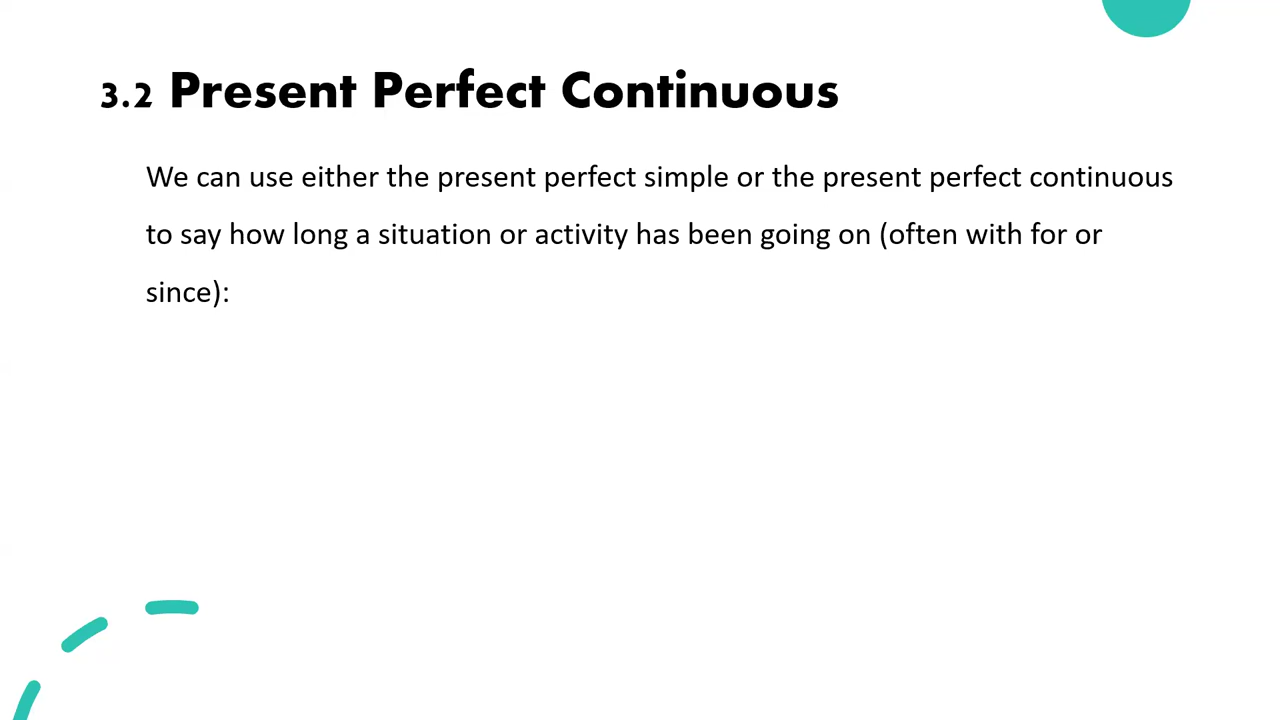 3.2 Present Perfect Continuous
We can use either the present perfect simple or the present perfect continuous
to say how long a situation or activity has been going on (often with for or
since):